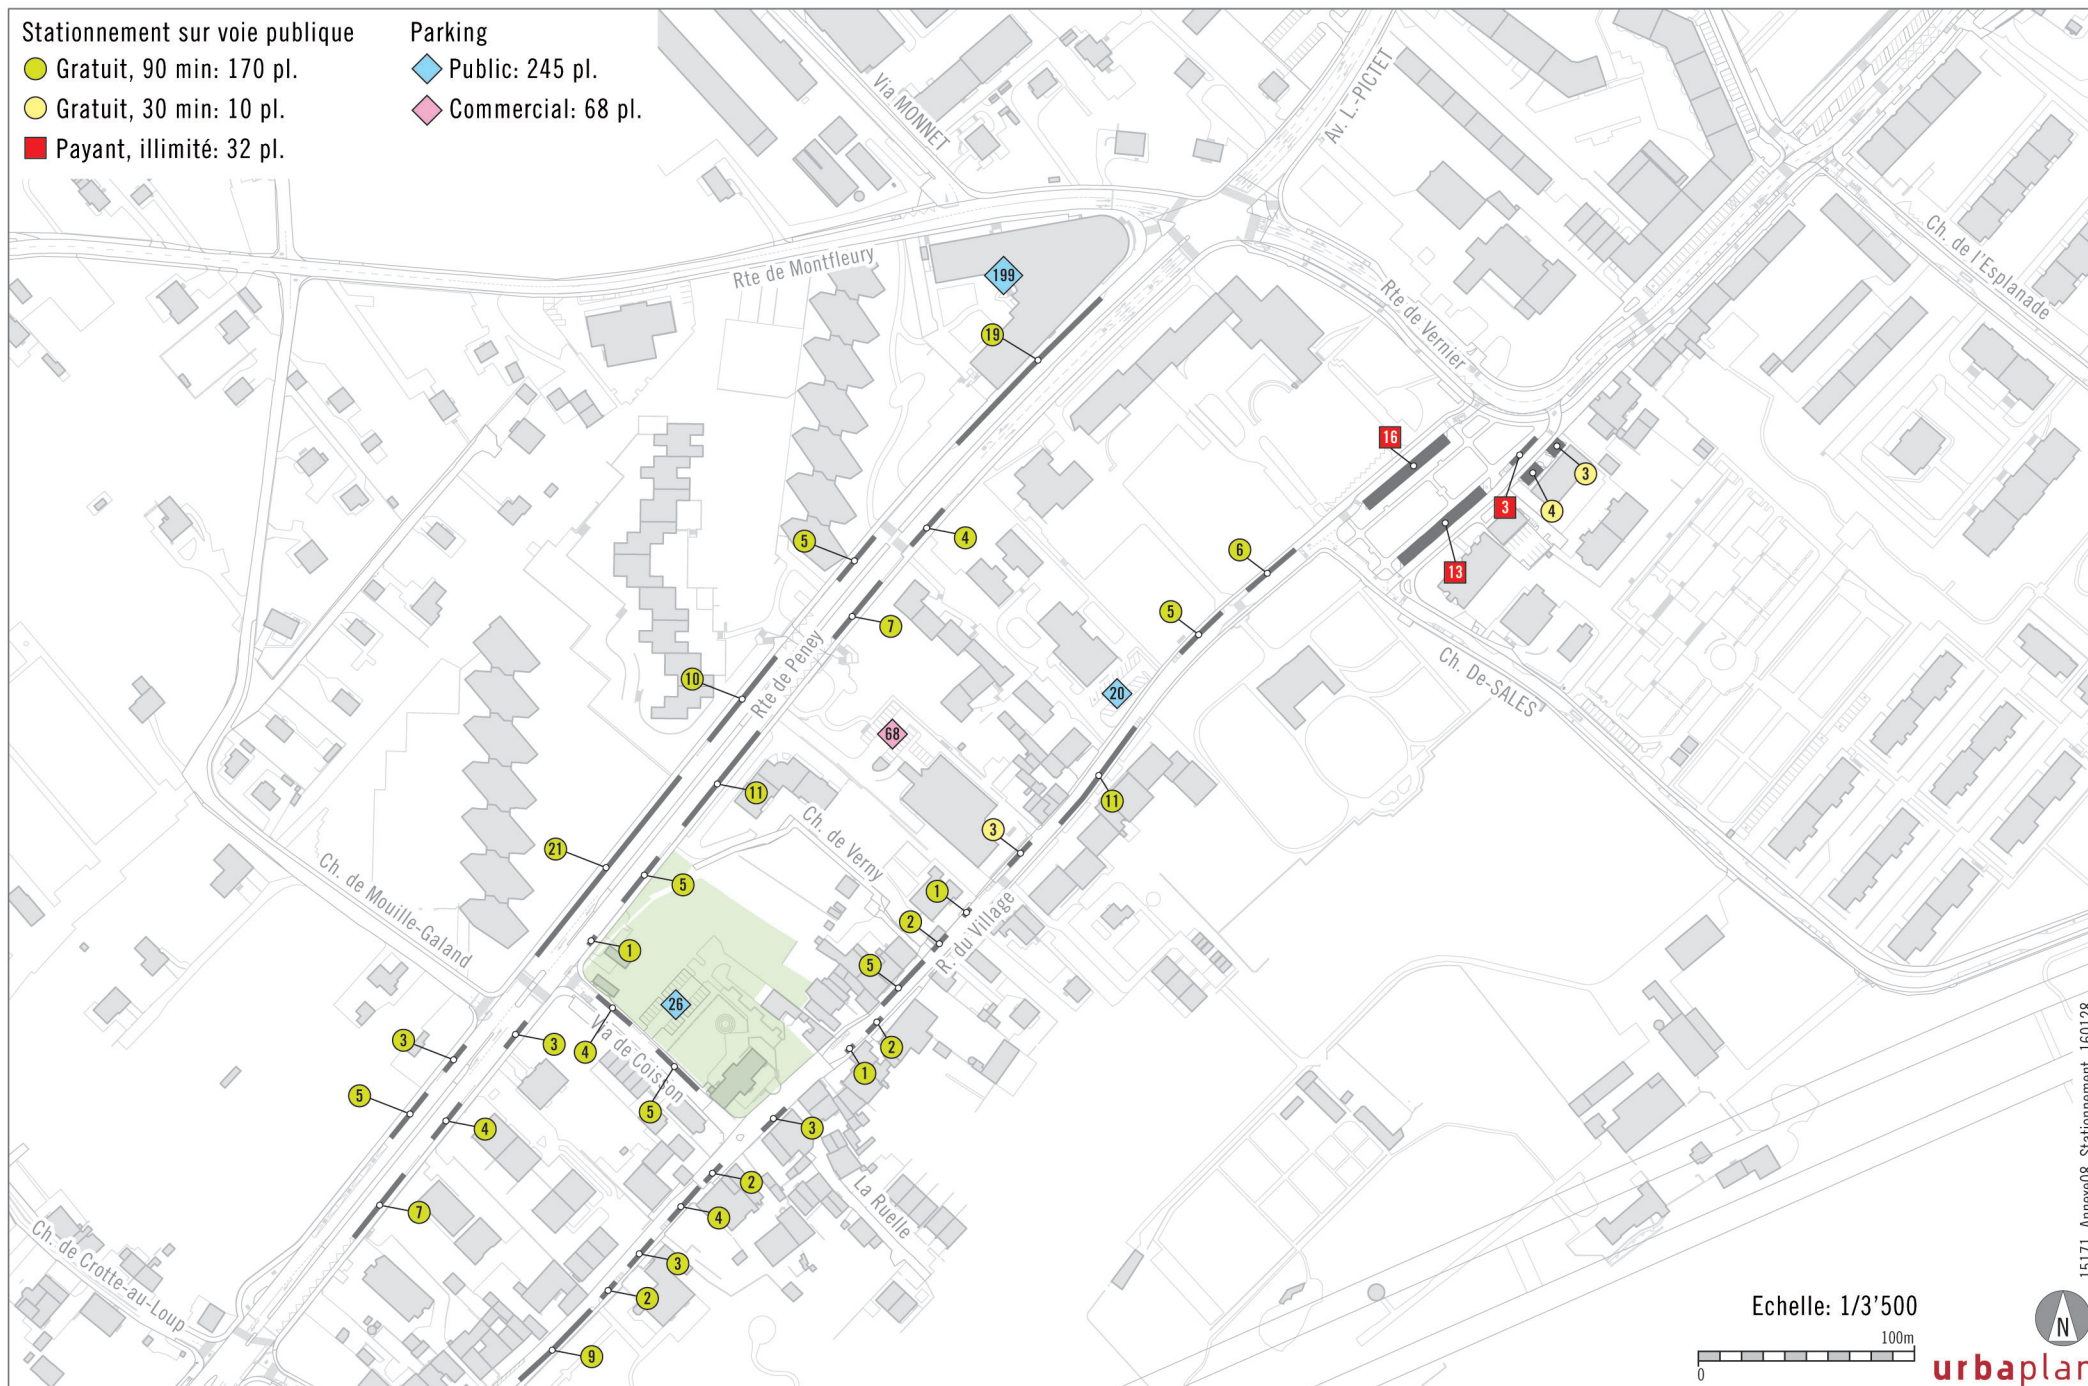 Stationnement sur voie publique
Gratuit, 90 min: 170 pl.
Gratuit, 30 min: 10 pl.
Payant, illimité: 32 pl.
Parking
Public: 245 pl.
Commercial: 68 pl.
Via MONNET
Av. L.-PICTET
Rte de Montfleury
Ch. de l'Esplanade
199
19
Rte de Vernier
16
3
3
4
13
5
4
6
7
5
10
Rte de Peney
20
Ch. De-SALES
68
11
11
21
Ch. de Verny
3
Ch. de Mouille-Galand
5
1
2
R. du Village
1
5
26
3
3
4
Via de Coisson
2
1
5
5
4
3
2
La Ruelle
7
4
3
2
Ch. de Crotte-au-Loup
9
15171_Annexe08_Stationnement_160128
Echelle: 1/3'500
100m
0
N
urbaplan